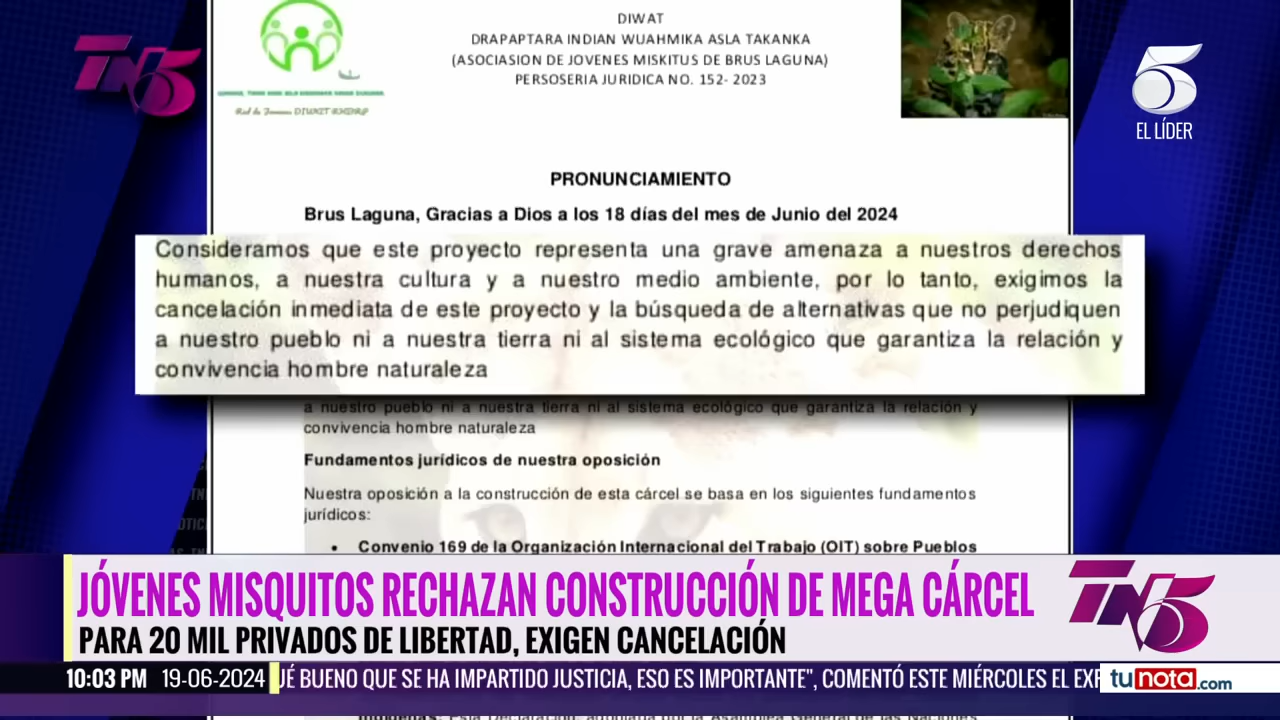 TN5
5
EL LÍDER
DIWAT
DRAPAPTARA INDIAN WUAHMIKA ASLA TAKANKA
(ASOCIASION DE JOVENES MISKITUS DE BRUS LAGUNA)
PERSOSERIA JURIDICA NO. 152- 2023
PRONUNCIAMIENTO
Brus Laguna, Gracias a Dios a los 18 días del mes de Junio del 2024
Consideramos que este proyecto representa una grave amenaza a nuestros derechos
humanos, a nuestra cultura y a nuestro medio ambiente, por lo tanto, exigimos la
cancelación inmediata de este proyecto y la búsqueda de alternativas que no perjudiquen
a nuestro pueblo ni a nuestra tierra ni al sistema ecológico que garantiza la relación y
convivencia hombre naturaleza
a nuestro pueblo ni a nuestra tierra ni al sistema ecológico que garantiza la relación y
convivencia hombre naturaleza
Fundamentos jurídicos de nuestra oposición
Nuestra oposición a la construcción de esta cárcel se basa en los siguientes fundamentos
jurídicos:
• Convenio 169 de la Organización Internacional del Trabajo (OIT) sobre Pueblos
JÓVENES MISQUITOS RECHAZAN CONSTRUCCIÓN DE MEGA CÁRCEL
PARA 20 MIL PRIVADOS DE LIBERTAD, EXIGEN CANCELACIÓN
TN5
10:03 PM 19-06-2024 UÉ BUENO QUE SE HA IMPARTIDO JUSTICIA, ESO ES IMPORTANTE", COMENTÓ ESTE MIÉRCOLES EL EX
tunota.com